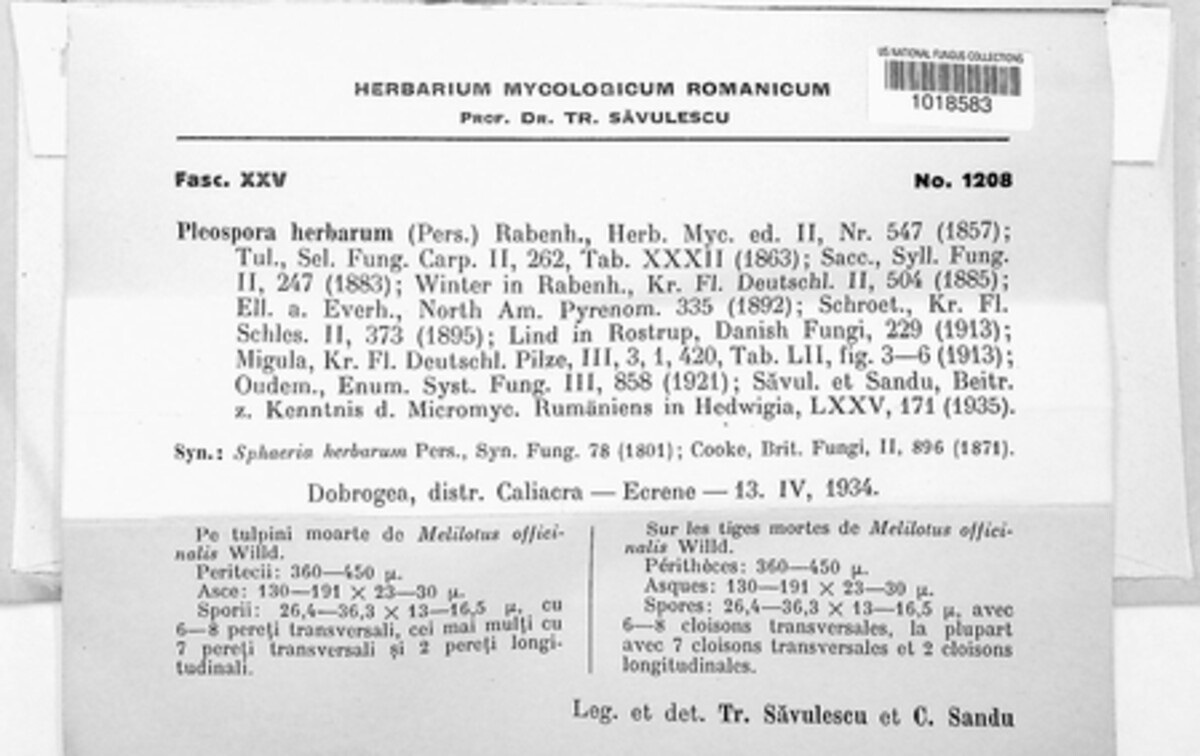 US NATIONAL FUNGUS COLLECTIONS
1018583
HERBARIUM MYCOLOGICUM ROMANICUM
PROF. DR. TR. SĂVULESCU
Fasc. XXV No. 1208
Pleospora herbarum (Pers.) Rabenh., Herb. Myc. ed. II, Nr. 547 (1857);
Tul., Sel. Fung. Carp. II, 262, Tab. XXXII (1863); Sacc., Syll. Fung.
II, 247 (1883); Winter in Rabenh., Kr. Fl. Deutschl. II, 504 (1885);
Ell. a. Everh., North Am. Pyrenom. 335 (1892); Schroet., Kr. Fl.
Schles. II, 373 (1895); Lind in Rostrup, Danish Fungi, 229 (1913);
Migula, Kr. Fl. Deutschl. Pilze, III, 3, 1, 420, Tab. LII, fig. 3—6 (1913);
Oudem., Enum. Syst. Fung. III, 858 (1921); Săvul. et Sandu, Beitr.
z. Kenntnis d. Micromyc. Rumäniens in Hedwigia, LXXV, 171 (1935).
Syn.: Sphaeria herbarum Pers., Syn. Fung. 78 (1801); Cooke, Brit. Fungi, II, 896 (1871).
Dobrogea, distr. Caliacra — Ecrene — 13. IV, 1934.
Pe tulpini moarte de Melilotus offici-
nalis Willd.
Peritecii: 360—450 µ.
Asce: 130—191 × 23—30 µ.
Sporii: 26,4—36,3 × 13—16,5 µ, cu
6—8 pereți transversali, cei mai mulți cu
7 pereți transversali și 2 pereți longi-
tudinali.
Sur les tiges mortes de Melilotus offici-
nalis Willd.
Périthèces: 360—450 µ.
Asques: 130—191 × 23—30 µ.
Spores: 26,4—36,3 × 13—16,5 µ, avec
6—8 cloisons transversales, la plupart
avec 7 cloisons transversales et 2 cloisons
longitudinales.
Leg. et det. Tr. Săvulescu et C. Sandu